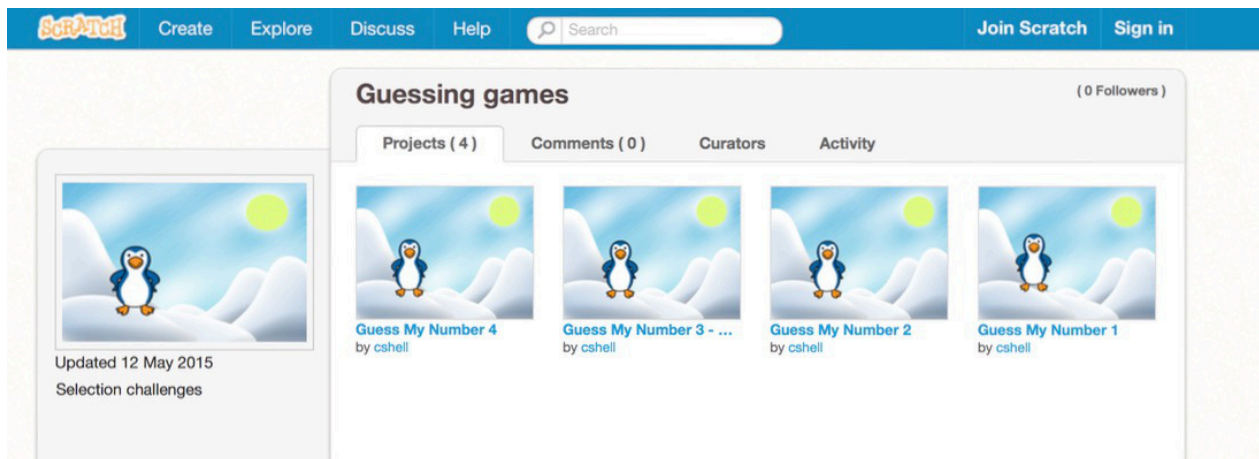 SCRATCH Create Explore Discuss Help Search Join Scratch Sign in
Guessing games ( 0 Followers )
Projects ( 4 ) Comments ( 0 ) Curators Activity
Updated 12 May 2015
Selection challenges
Guess My Number 4
by cshell
Guess My Number 3 - ...
by cshell
Guess My Number 2
by cshell
Guess My Number 1
by cshell